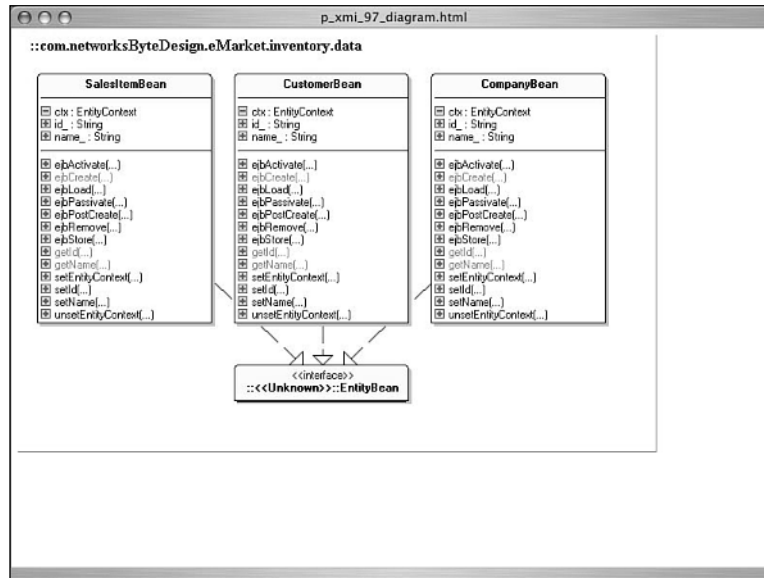 p_xmi_97_diagram.html
::com.networksByteDesign.eMarket.inventory.data
SalesItemBean
ctx : EntityContext
id_ : String
name_ : String
ejbActivate(...)
ejbCreate(...)
ejbLoad(...)
ejbPassivate(...)
ejbPostCreate(...)
ejbRemove(...)
ejbStore(...)
getId(...)
getName(...)
setEntityContext(...)
setId(...)
setName(...)
unsetEntityContext(...)
CustomerBean
ctx : EntityContext
id_ : String
name_ : String
ejbActivate(...)
ejbCreate(...)
ejbLoad(...)
ejbPassivate(...)
ejbPostCreate(...)
ejbRemove(...)
ejbStore(...)
getId(...)
getName(...)
setEntityContext(...)
setId(...)
setName(...)
unsetEntityContext(...)
CompanyBean
ctx : EntityContext
id_ : String
name_ : String
ejbActivate(...)
ejbCreate(...)
ejbLoad(...)
ejbPassivate(...)
ejbPostCreate(...)
ejbRemove(...)
ejbStore(...)
getId(...)
getName(...)
setEntityContext(...)
setId(...)
setName(...)
unsetEntityContext(...)
<<interface>>
::<<Unknown>>::EntityBean